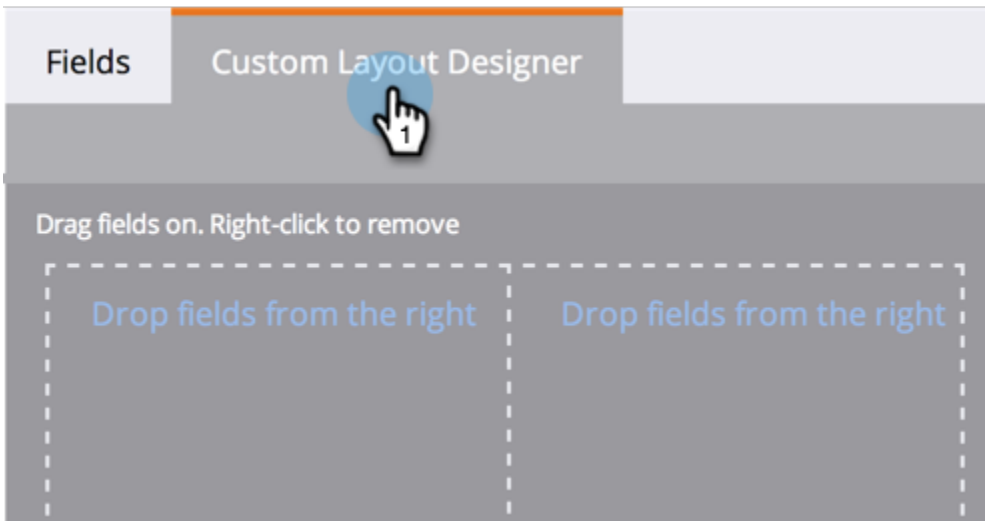 Fields
Custom Layout Designer
1
Drag fields on. Right-click to remove
Drop fields from the right
Drop fields from the right